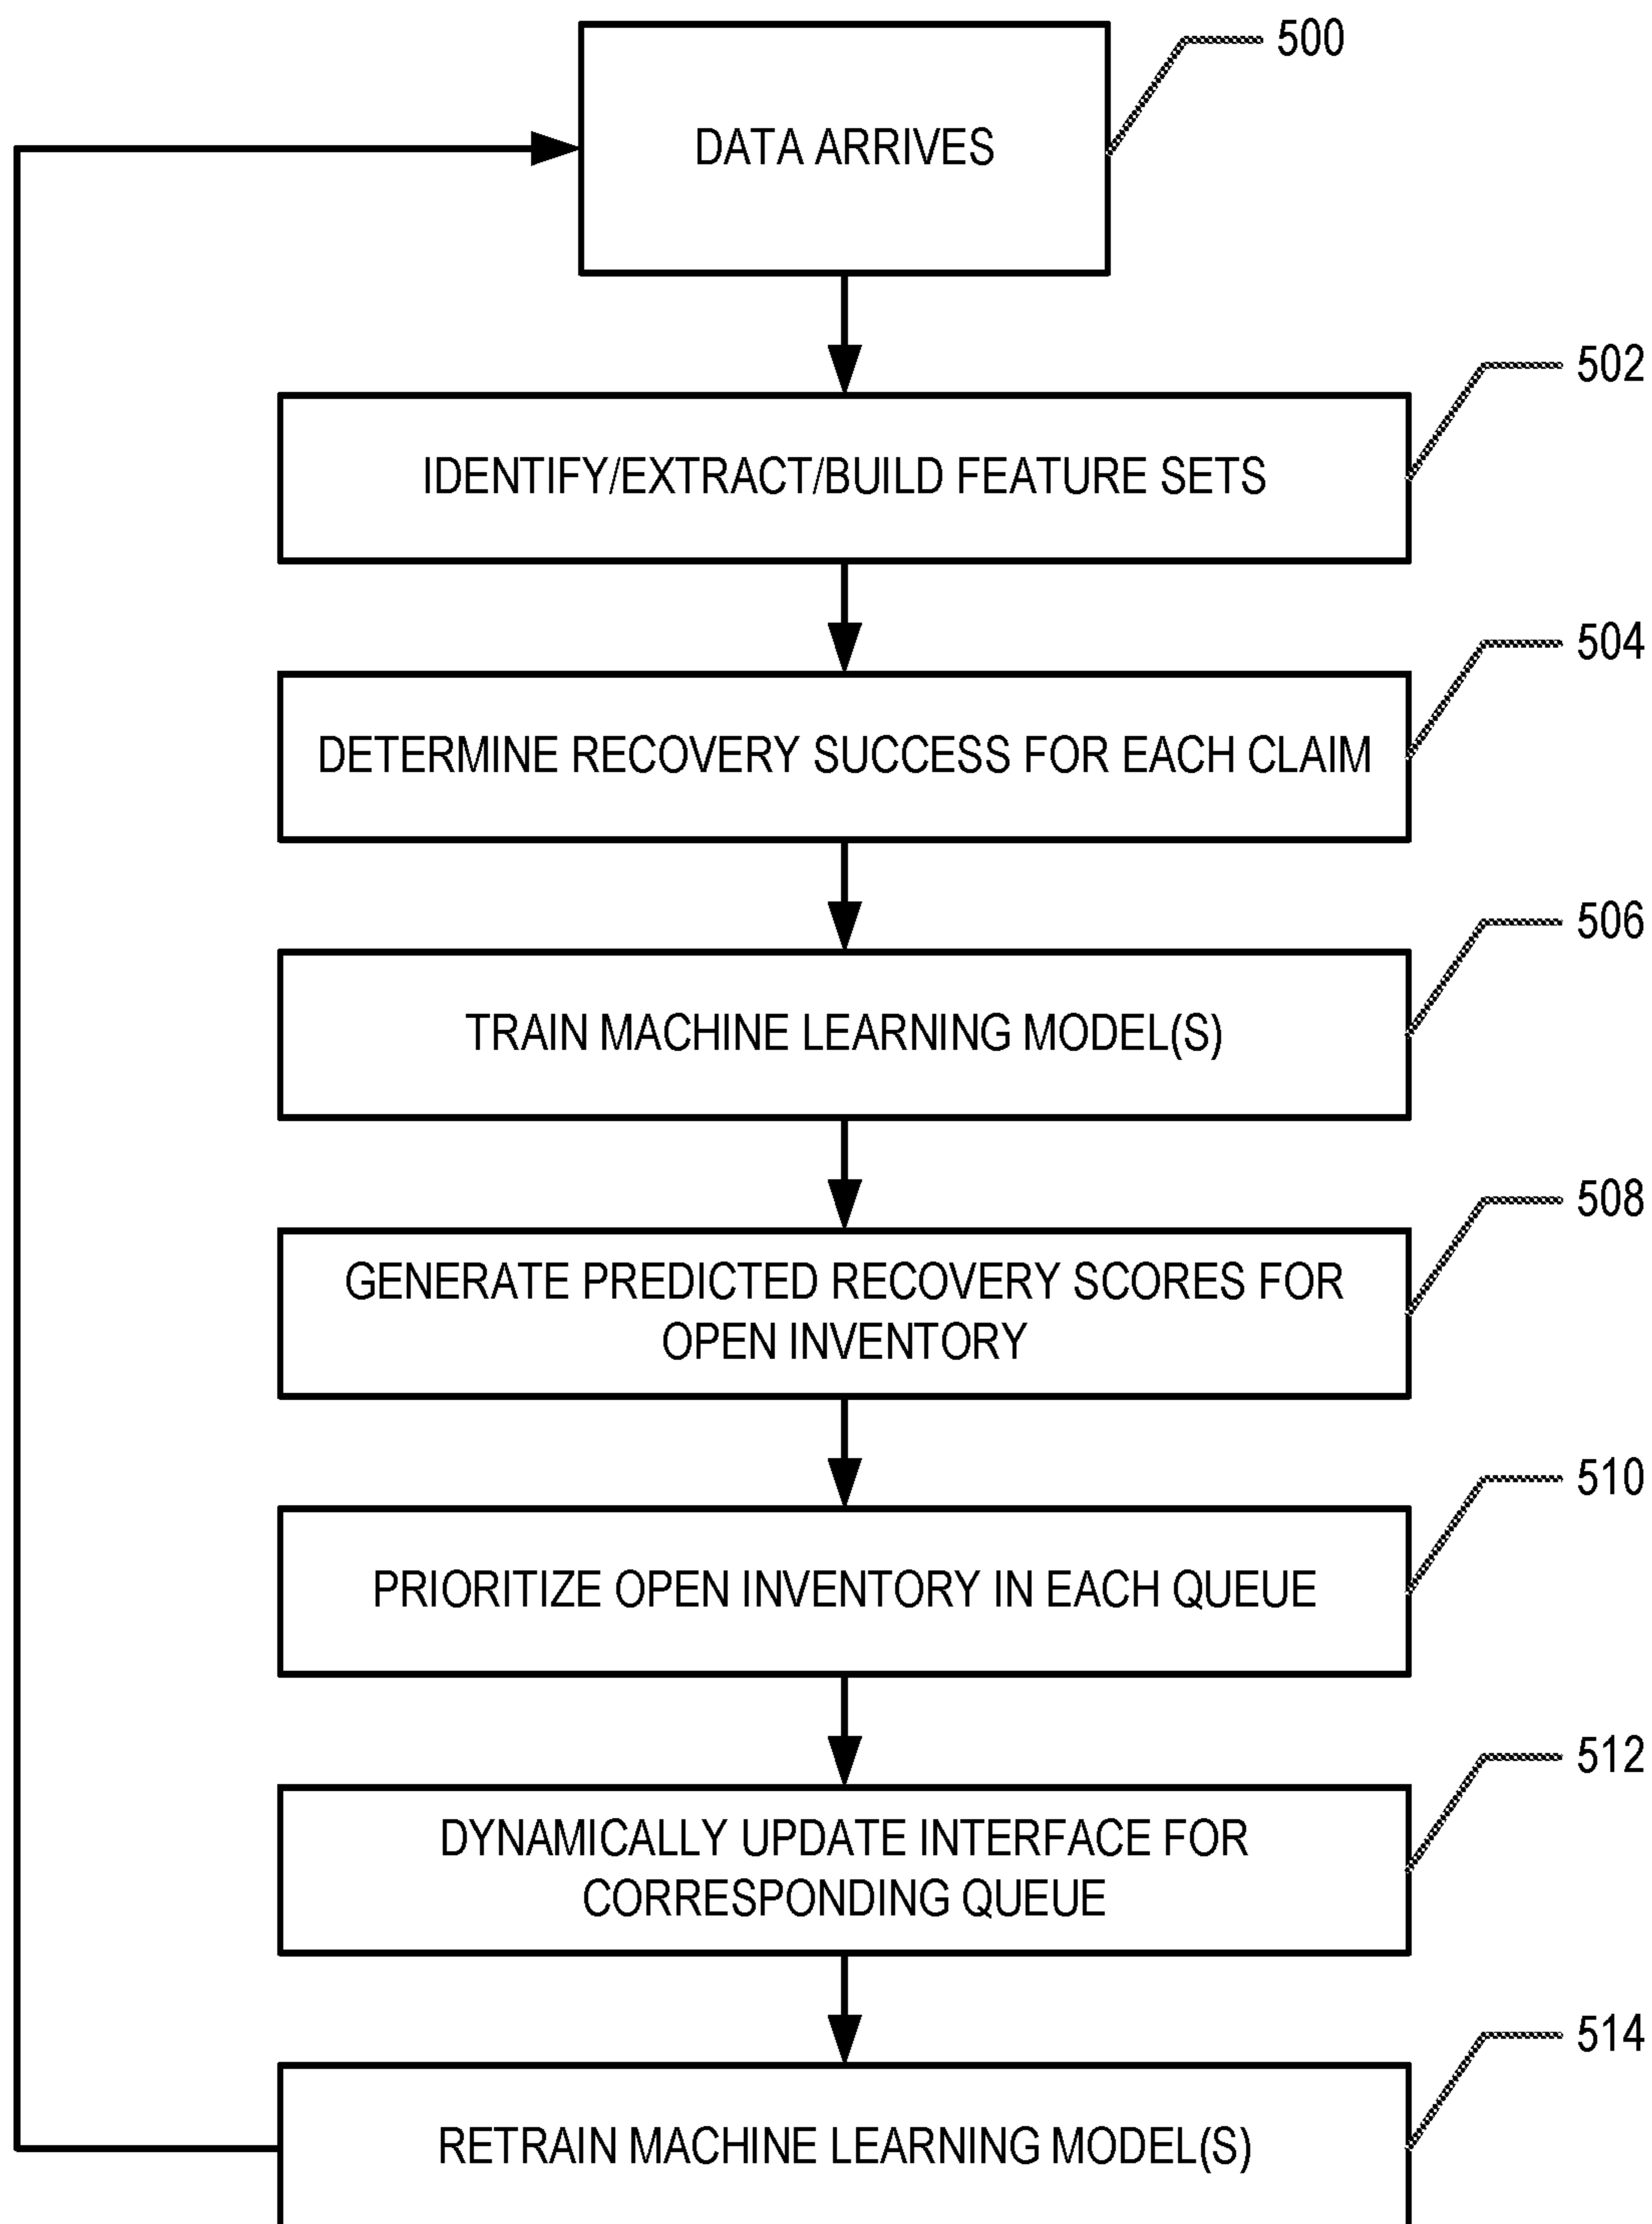 500
DATA ARRIVES
502
IDENTIFY/EXTRACT/BUILD FEATURE SETS
504
DETERMINE RECOVERY SUCCESS FOR EACH CLAIM
506
TRAIN MACHINE LEARNING MODEL(S)
508
GENERATE PREDICTED RECOVERY SCORES FOR
OPEN INVENTORY
510
PRIORITIZE OPEN INVENTORY IN EACH QUEUE
512
DYNAMICALLY UPDATE INTERFACE FOR
CORRESPONDING QUEUE
514
RETRAIN MACHINE LEARNING MODEL(S)